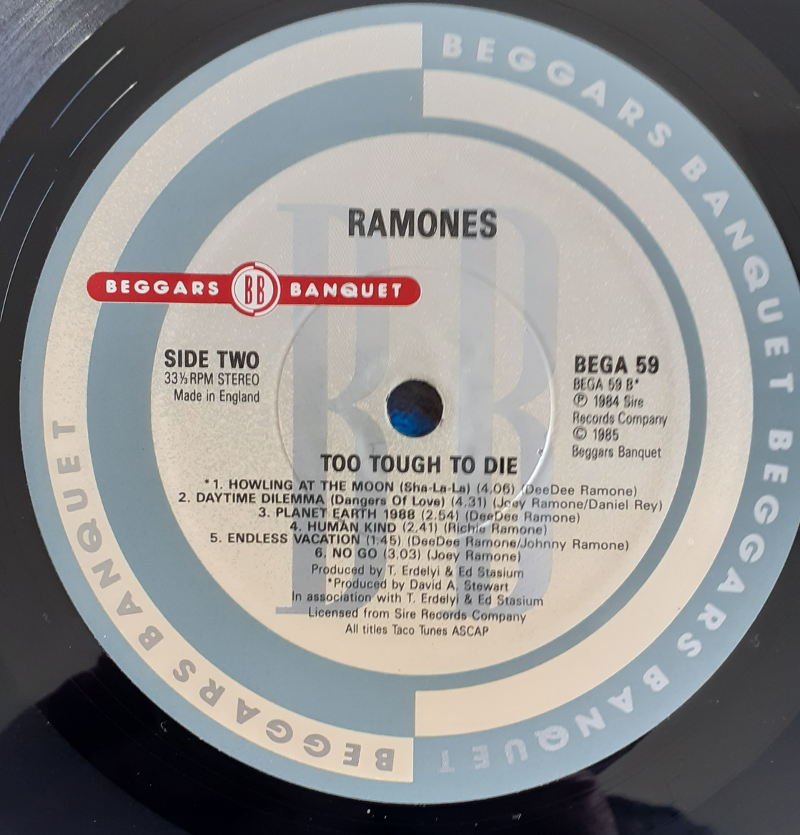 BEGGARS BANQUET BEGGARS BANQUET
BEGGARS BANQUET
RAMONES
BEGGARS BB BANQUET
SIDE TWO
33⅓RPM STEREO
Made in England
BEGA 59
BEGA 59 B*
℗ 1984 Sire
Records Company
© 1985
Beggars Banquet
TOO TOUGH TO DIE
*1. HOWLING AT THE MOON (Sha-La-La) (4.06) (DeeDee Ramone)
2. DAYTIME DILEMMA (Dangers Of Love) (4.31) (Joey Ramone/Daniel Rey)
3. PLANET EARTH 1988 (2.54) (DeeDee Ramone)
4. HUMAN KIND (2.41) (Richie Ramone)
5. ENDLESS VACATION (1.45) (DeeDee Ramone/Johnny Ramone)
6. NO GO (3.03) (Joey Ramone)
Produced by T. Erdelyi & Ed Stasium
*Produced by David A. Stewart
In association with T. Erdelyi & Ed Stasium
Licensed from Sire Records Company
All titles Taco Tunes ASCAP